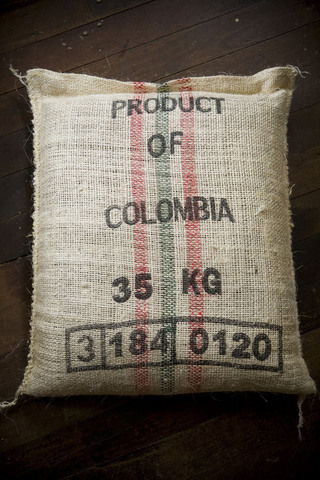 PRODUCT
OF
COLOMBIA
35 KG
3 184 0120